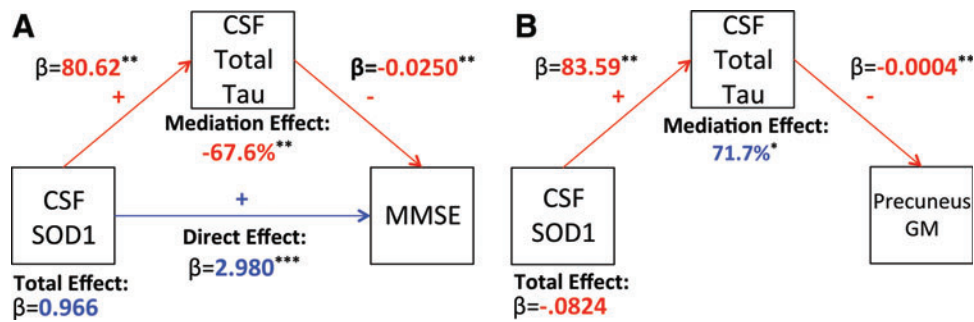 A
CSF
Total
Tau
β=80.62**
+
β=-0.0250**
-
Mediation Effect:
-67.6%**
CSF
SOD1
+
Direct Effect:
β=2.980***
MMSE
Total Effect:
β=0.966
B
CSF
Total
Tau
β=83.59**
+
β=-0.0004**
-
Mediation Effect:
71.7%*
CSF
SOD1
Precuneus
GM
Total Effect:
β=-.0824